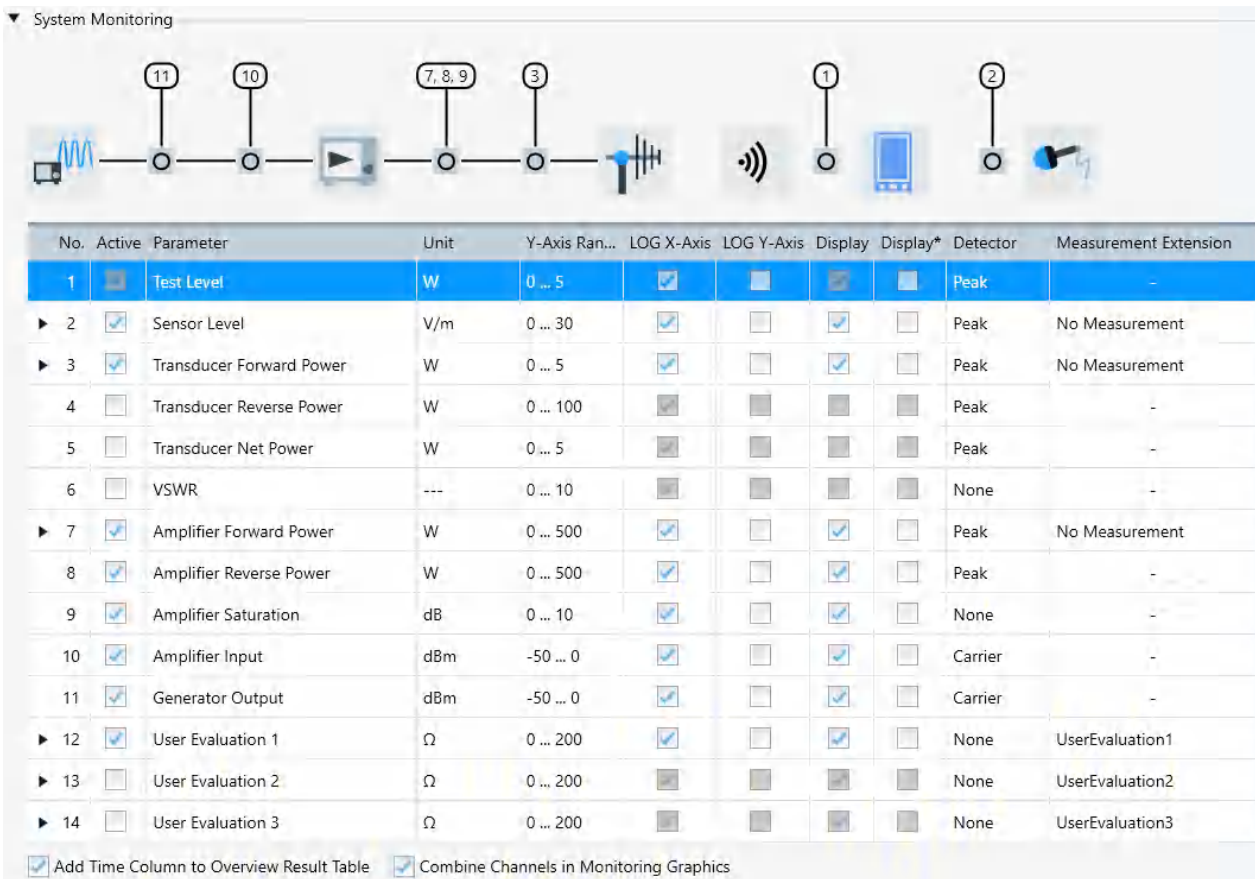 System Monitoring
11 10 7, 8, 9 3 1 2
No. Active Parameter Unit Y-Axis Ran... LOG X-Axis LOG Y-Axis Display Display* Detector Measurement Extension
1 Test Level W 0 ... 5 Peak -
2 Sensor Level V/m 0 ... 30 Peak No Measurement
3 Transducer Forward Power W 0 ... 5 Peak No Measurement
4 Transducer Reverse Power W 0 ... 100 Peak -
5 Transducer Net Power W 0 ... 5 Peak -
6 VSWR --- 0 ... 10 None -
7 Amplifier Forward Power W 0 ... 500 Peak No Measurement
8 Amplifier Reverse Power W 0 ... 500 Peak -
9 Amplifier Saturation dB 0 ... 10 None -
10 Amplifier Input dBm -50 ... 0 Carrier -
11 Generator Output dBm -50 ... 0 Carrier -
12 User Evaluation 1 Ω 0 ... 200 None UserEvaluation1
13 User Evaluation 2 Ω 0 ... 200 None UserEvaluation2
14 User Evaluation 3 Ω 0 ... 200 None UserEvaluation3
Add Time Column to Overview Result Table Combine Channels in Monitoring Graphics